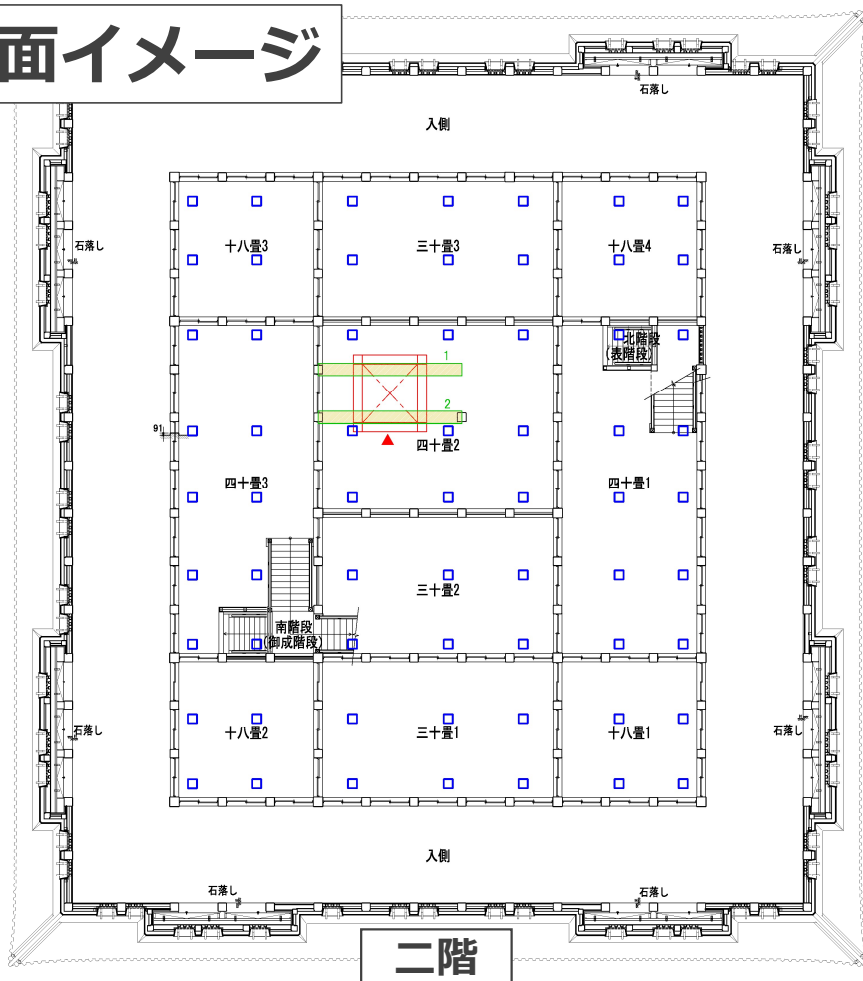 面イメージ
石落し
入側
石落し
十八畳3
三十畳3
十八畳4
石落し
北階段
(表階段)
1
2
91
四十畳2
四十畳3
四十畳1
三十畳2
南階段
(御成階段)
石落し
十八畳2
三十畳1
十八畳1
石落し
入側
石落し
石落し
二階